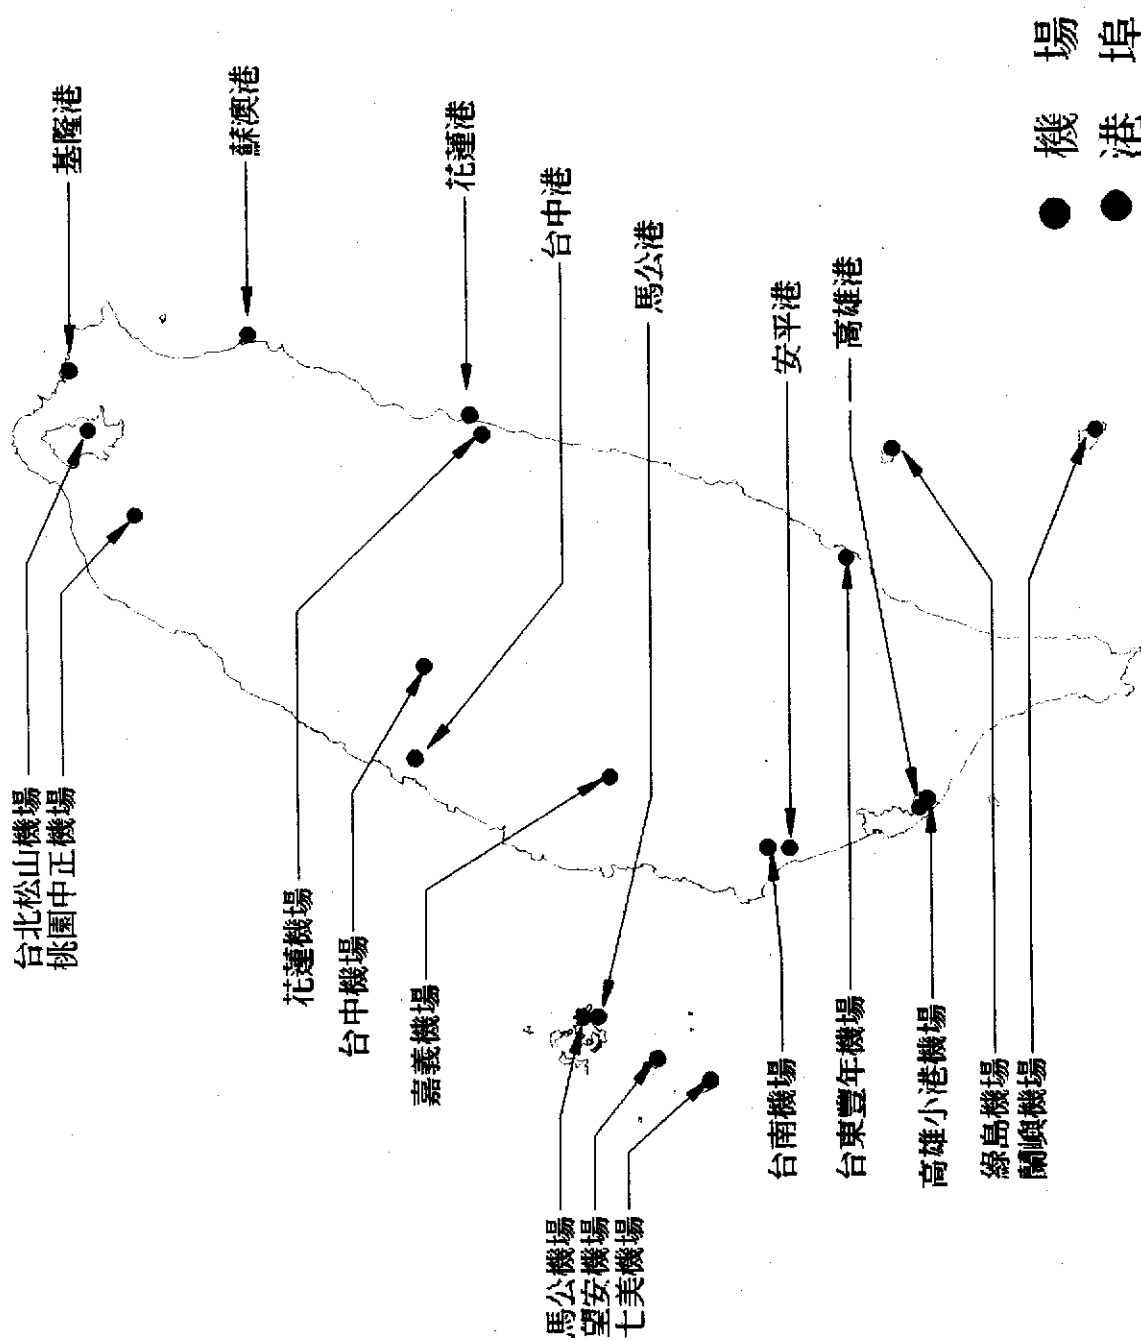 基隆港
蘇澳港
花蓮港
台中港
馬公港
安平港
高雄港
機場
港埠
台北松山機場
桃園中正機場
花蓮機場
台中機場
嘉義機場
馬公機場
望安機場
七美機場
台南機場
台東豐年機場
高雄小港機場
綠島機場
蘭嶼機場